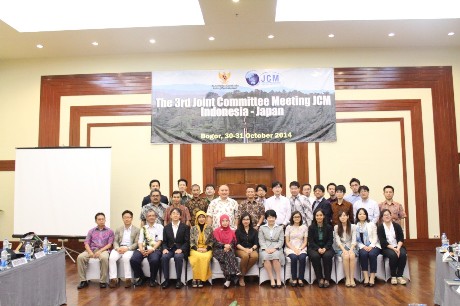 JCM
The 3rd Joint Committee Meeting JCM
Indonesia - Japan
Bogor, 30-31 October 2014